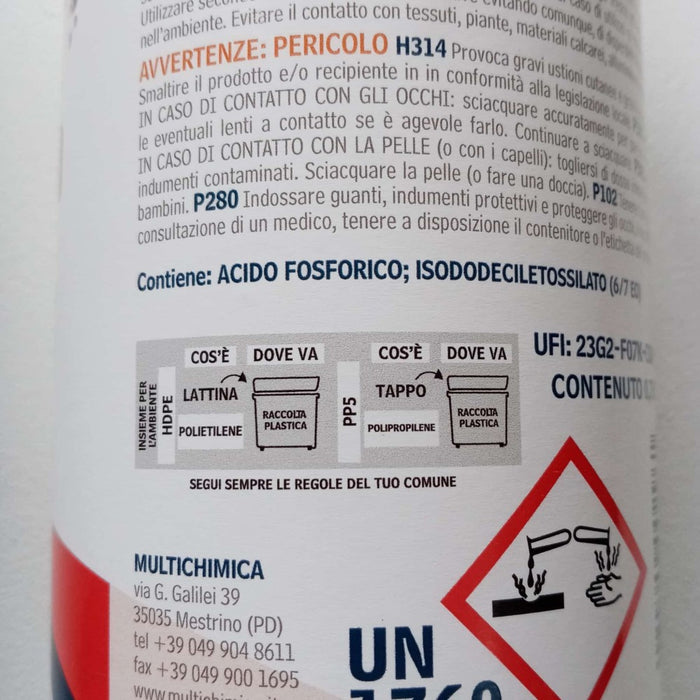 Utilizzare secondo
evitando comunque, di
nell'ambiente. Evitare il contatto con tessuti, piante, materiali calcarei,
AVVERTENZE: PERICOLO H314 Provoca gravi ustioni cutanee
Smaltire il prodotto e/o recipiente in in conformità alla legislazione
IN CASO DI CONTATTO CON GLI OCCHI: sciacquare accuratamente
le eventuali lenti a contatto se è agevole farlo. Continuare a
IN CASO DI CONTATTO CON LA PELLE (o con i capelli): togliersi di
indumenti contaminati. Sciacquare la pelle (o fare una doccia). P102
bambini. P280 Indossare guanti, indumenti protettivi e proteggere gli
consultazione di un medico, tenere a disposizione il contenitore o l'etichetta
Contiene: ACIDO FOSFORICO; ISODODECILETOSSILATO (6/7 EO)
UFI: 23G2-F07N-
CONTENUTO
INSIEME PER
L'AMBIENTE
COS'È DOVE VA
HDPE
LATTINA
POLIETILENE
RACCOLTA
PLASTICA
COS'È DOVE VA
PP5
TAPPO
POLIPROPILENE
RACCOLTA
PLASTICA
SEGUI SEMPRE LE REGOLE DEL TUO COMUNE
MULTICHIMICA
via G. Galilei 39
35035 Mestrino (PD)
tel +39 049 904 8611
fax +39 049 900 1695
UN
1760